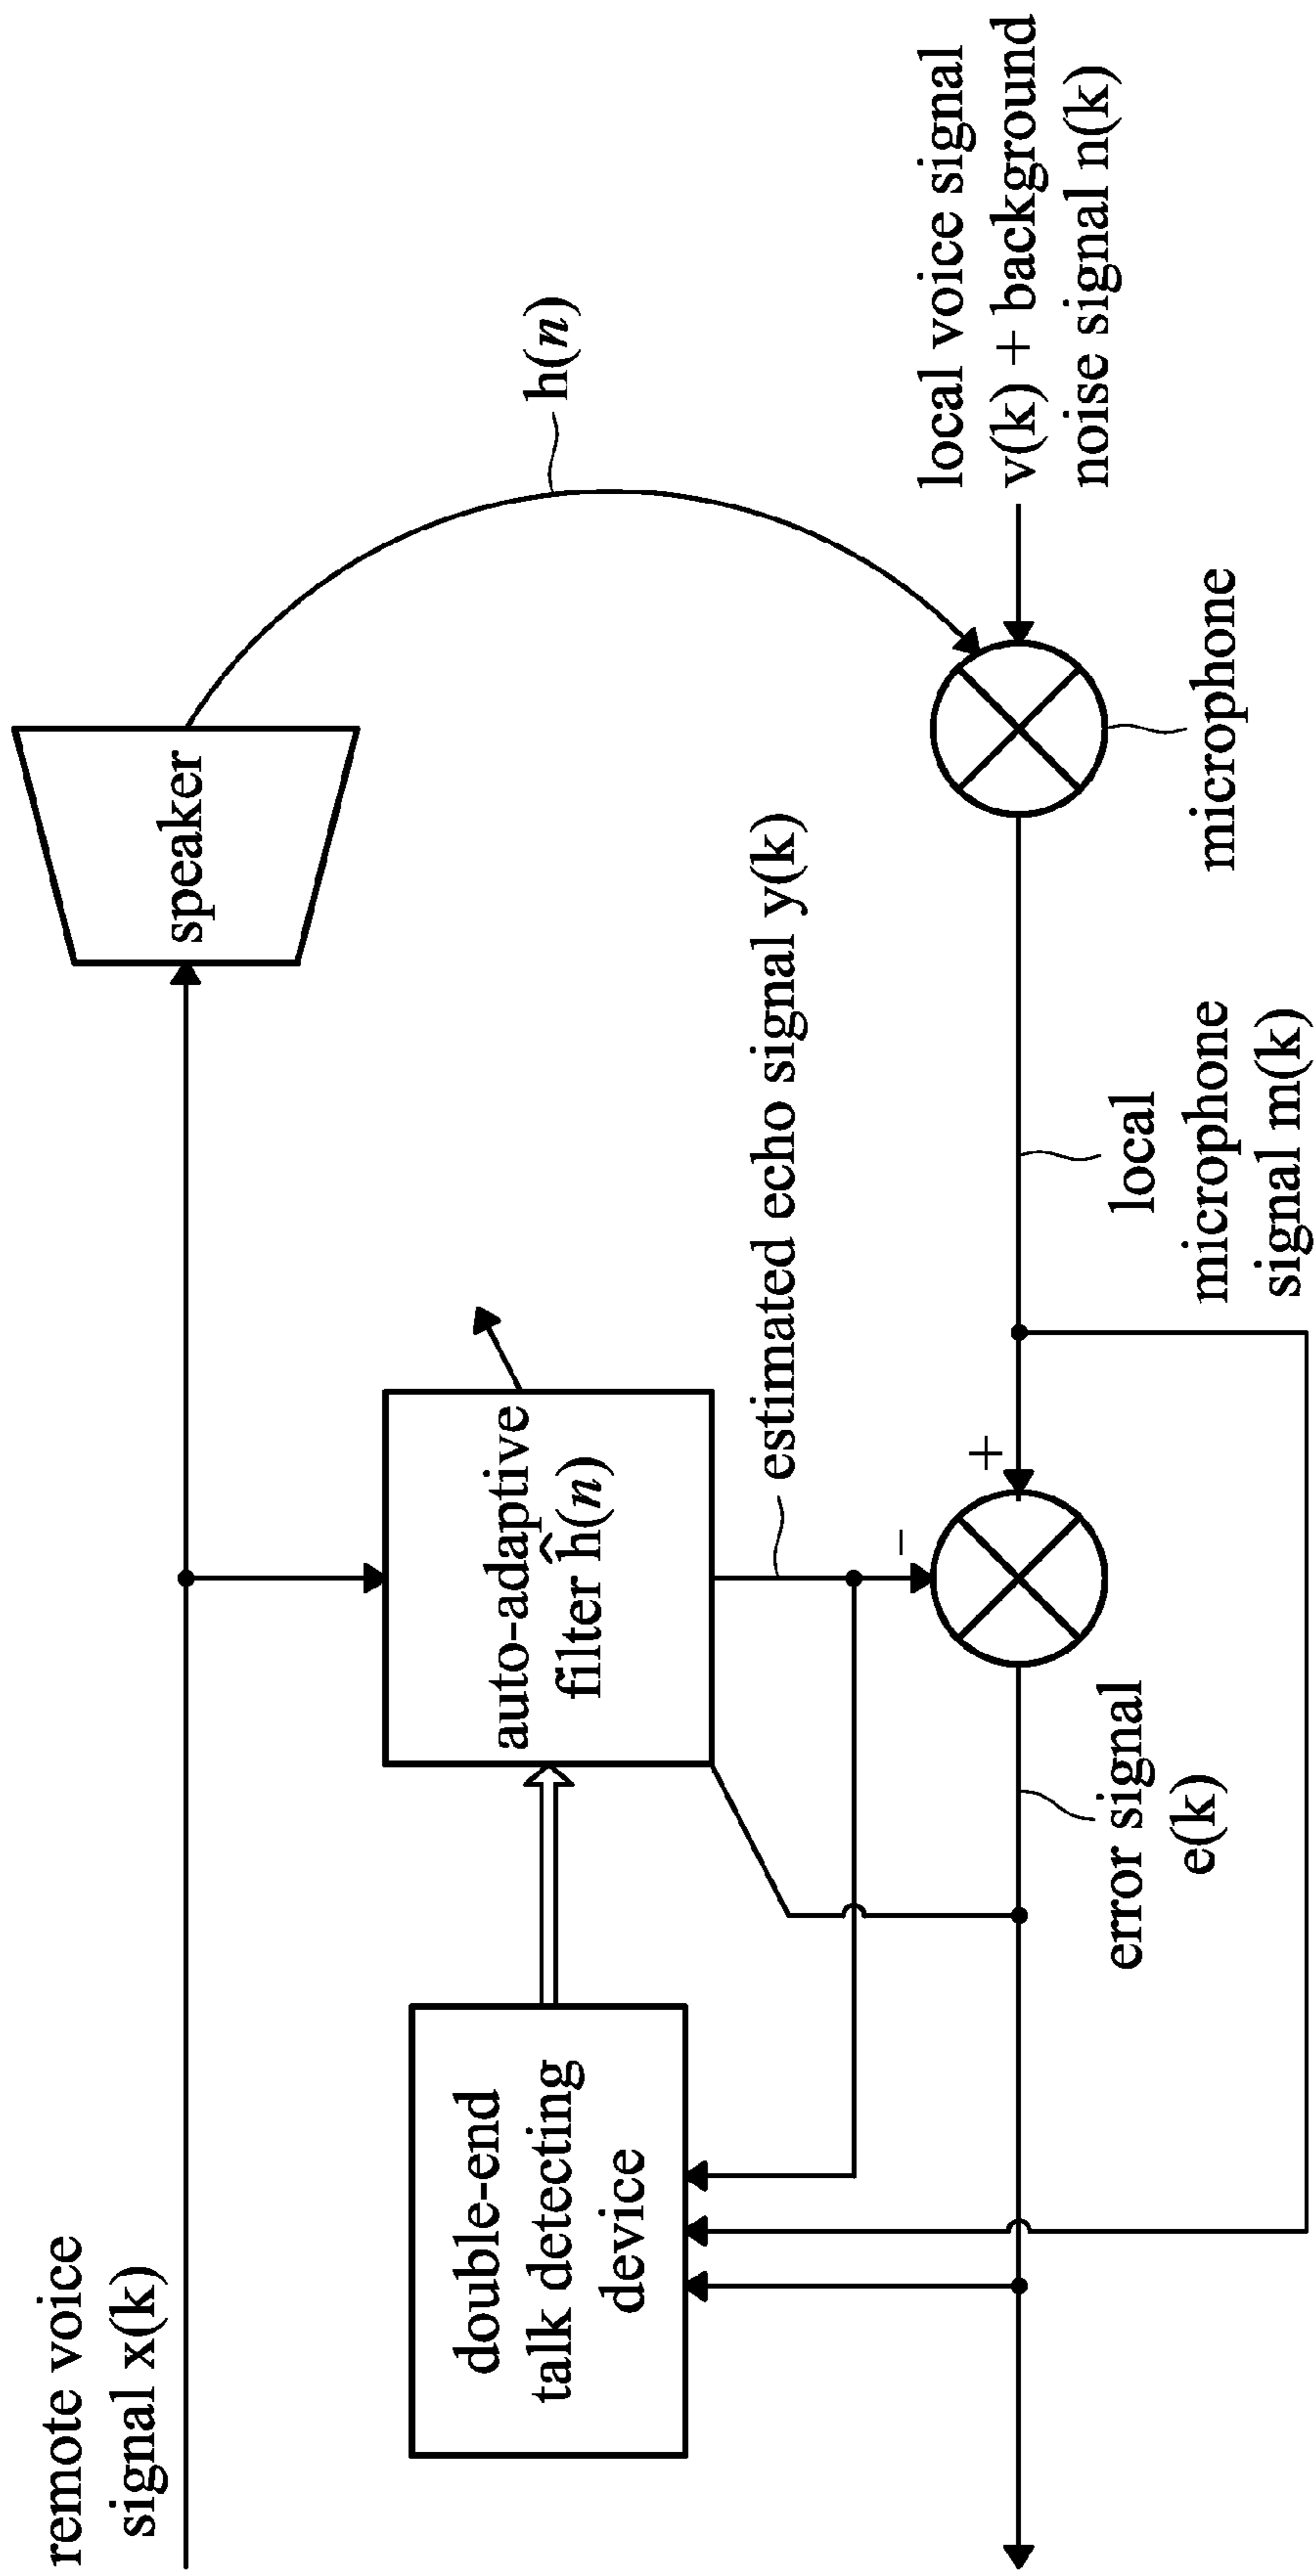 remote voice
signal x(k)
speaker
h(n)
double-end
talk detecting
device
auto-adaptive
filter ĥ(n)
estimated echo signal y(k)
-
+
local voice signal
v(k) + background
noise signal n(k)
error signal
e(k)
local
microphone
signal m(k)
microphone